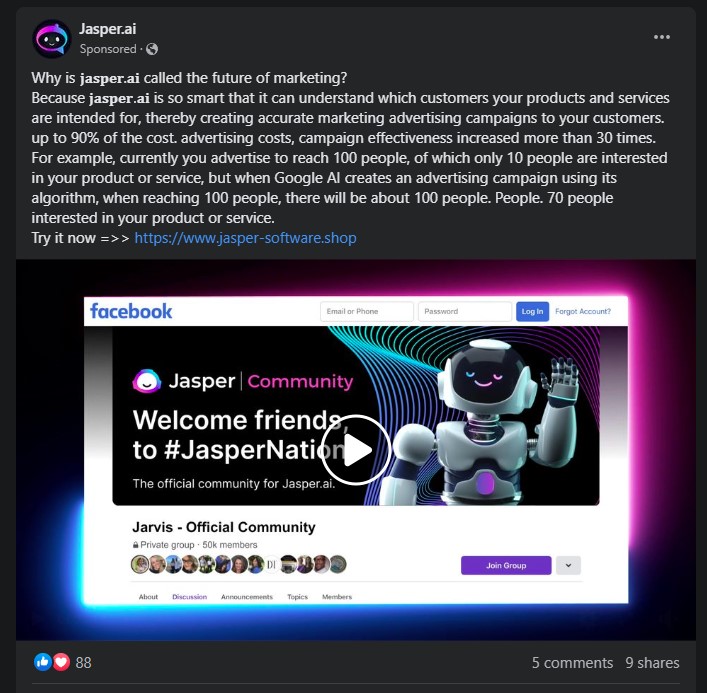 Jasper.ai
Sponsored ·
Why is jasper.ai called the future of marketing?
Because jasper.ai is so smart that it can understand which customers your products and services
are intended for, thereby creating accurate marketing advertising campaigns to your customers.
up to 90% of the cost. advertising costs, campaign effectiveness increased more than 30 times.
For example, currently you advertise to reach 100 people, of which only 10 people are interested
in your product or service, but when Google AI creates an advertising campaign using its
algorithm, when reaching 100 people, there will be about 100 people. People. 70 people
interested in your product or service.
Try it now =>> https://www.jasper-software.shop
facebook
Email or Phone
Password
Log In
Forgot Account?
Jasper | Community
Welcome friends,
to #JasperNation
The official community for Jasper.ai.
Jarvis - Official Community
Private group · 50k members
Join Group
About Discussion Announcements Topics Members
88
5 comments 9 shares